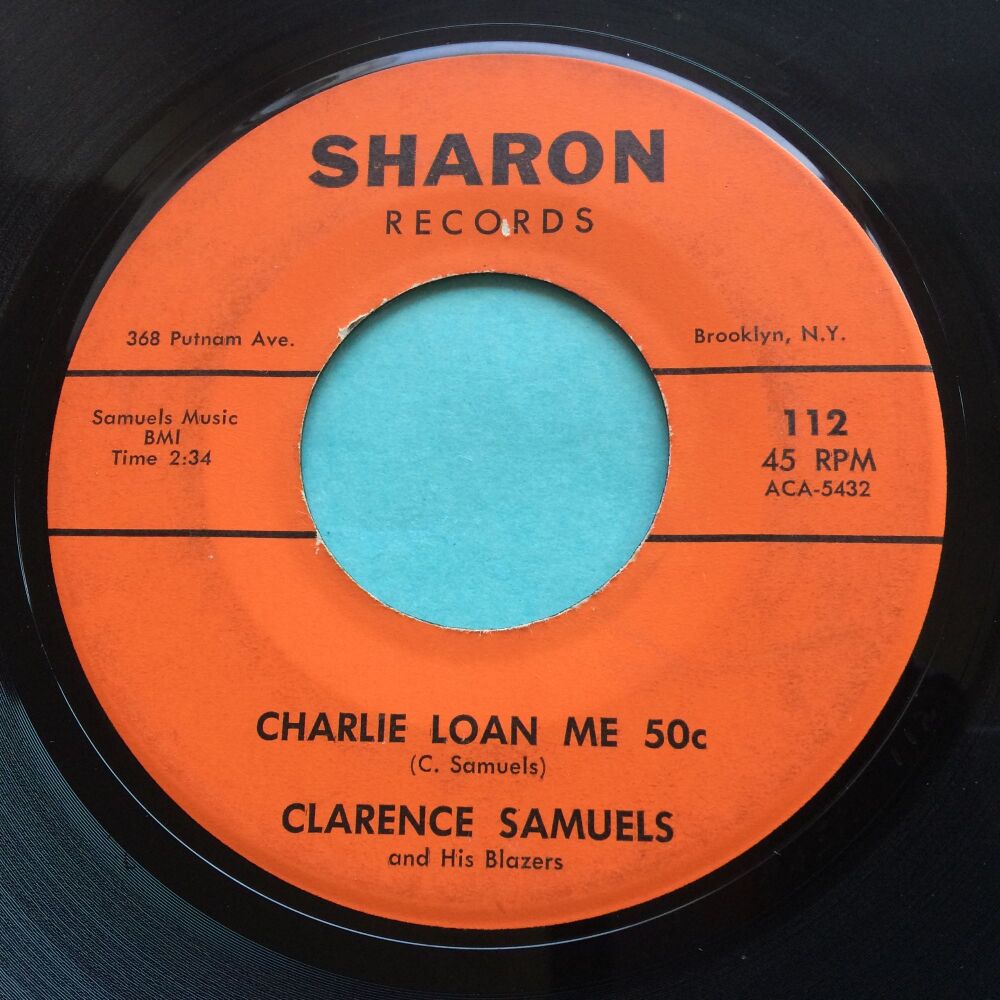 SHARON
RECORDS
368 Putnam Ave.
Brooklyn, N.Y.
Samuels Music
BMI
Time 2:34
112
45 RPM
ACA-5432
CHARLIE LOAN ME 50c
(C. Samuels)
CLARENCE SAMUELS
and His Blazers